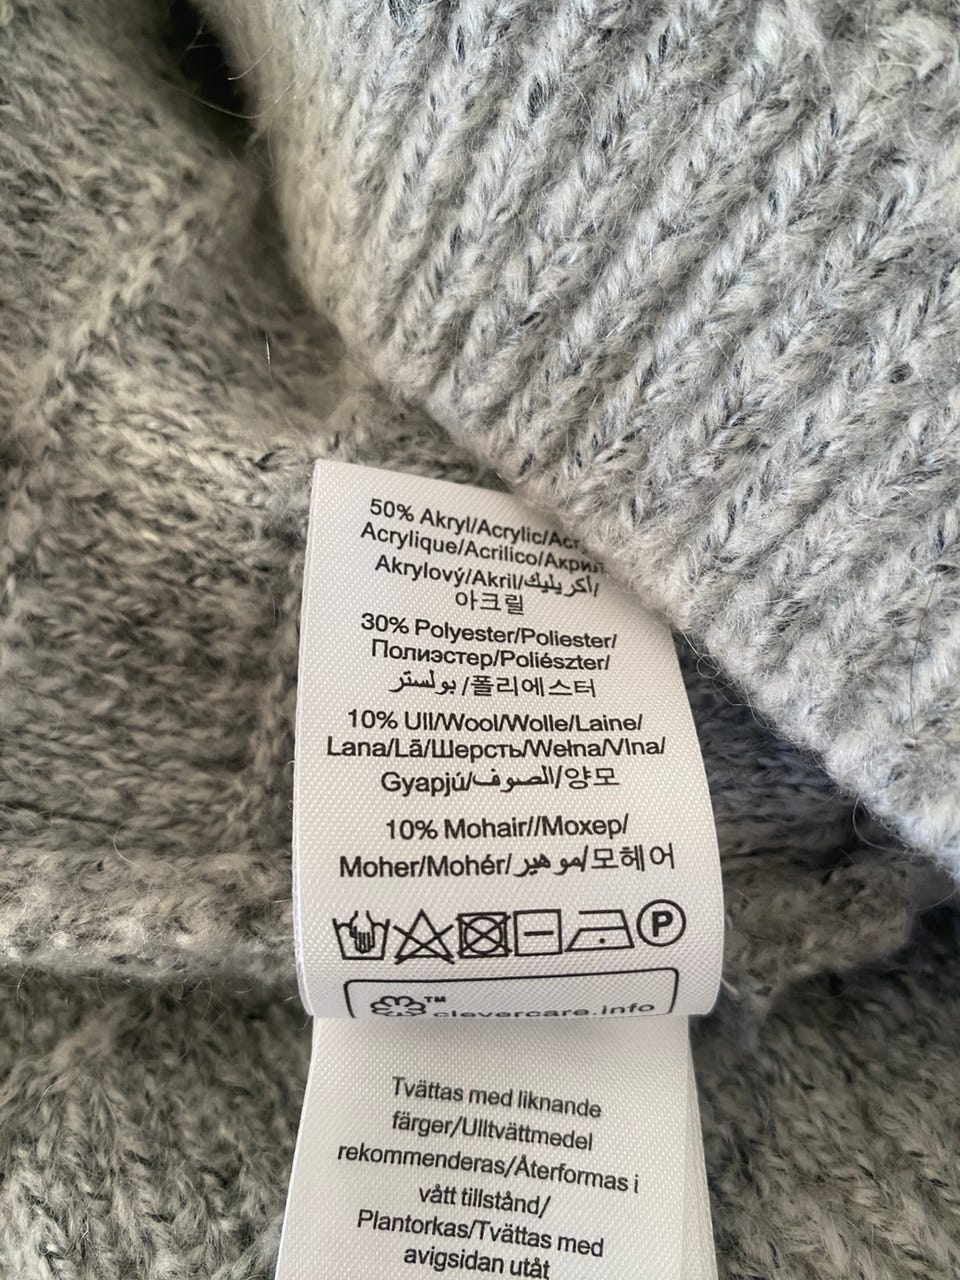 50% Akryl/Acrylic/
Acrylique/Acrilico/Акрил
Akrylový/Akril/أكريليك/
아크릴
30% Polyester/Poliester/
Полиэстер/Poliészter/
بولستر/폴리에스터
10% Ull/Wool/Wolle/Laine/
Lana/Lã/Шерсть/Wełna/Vlna/
Gyapjú/الصوف/양모
10% Mohair//Мохер/
Moher/Mohér/موهير/모헤어
P
TM
clevercare.info
Tvättas med liknande
färger/Ulltvättmedel
rekommenderas/Återformas i
vått tillstånd/
Plantorkas/Tvättas med
avigsidan utåt